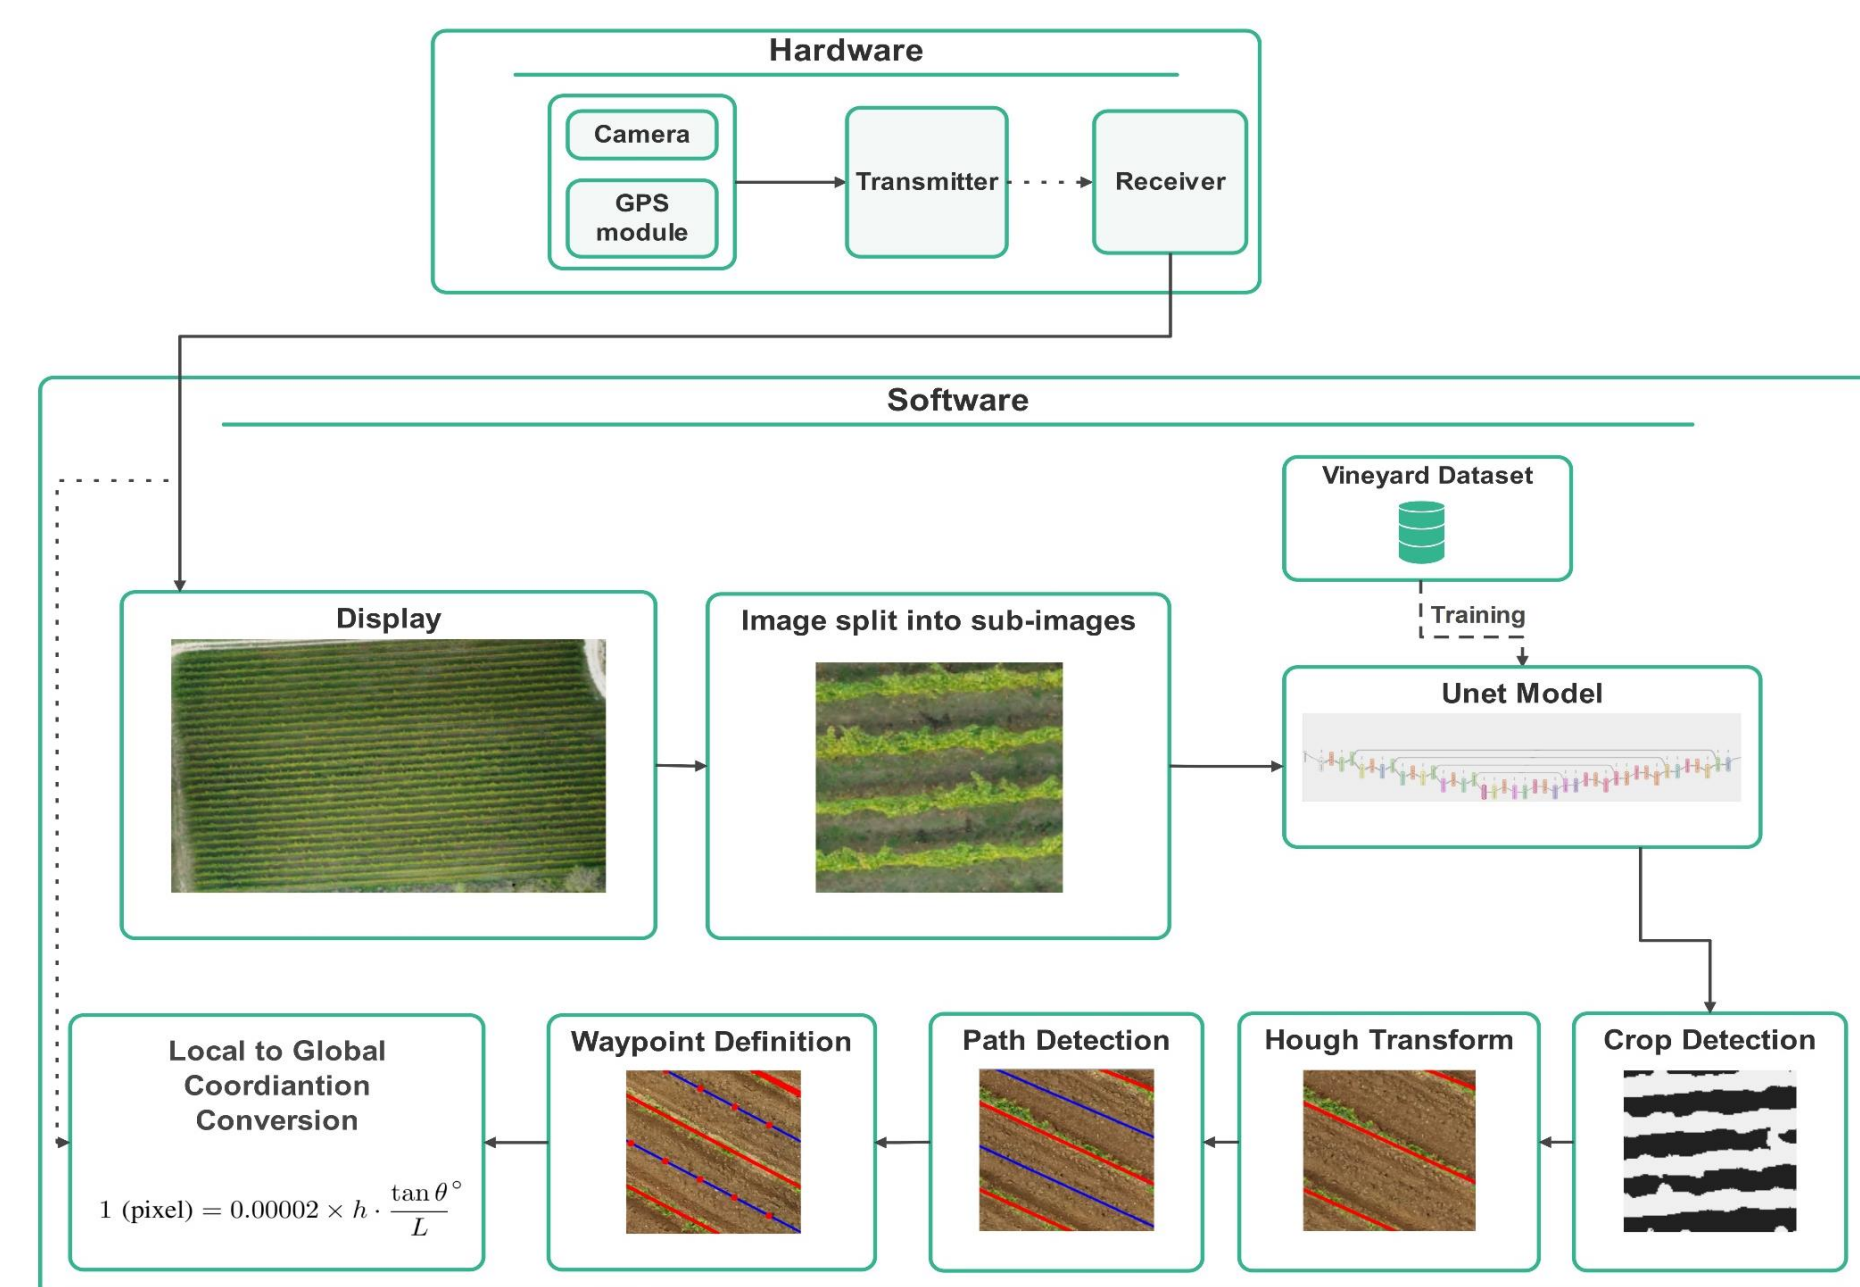 Hardware
Camera
GPS
module
Transmitter
Receiver
Software
Vineyard Dataset
Training
Display
Image split into sub-images
Unet Model
Local to Global
Coordiantion
Conversion
1 (pixel) = 0.00002 × h · tan θ° / L
Waypoint Definition
Path Detection
Hough Transform
Crop Detection